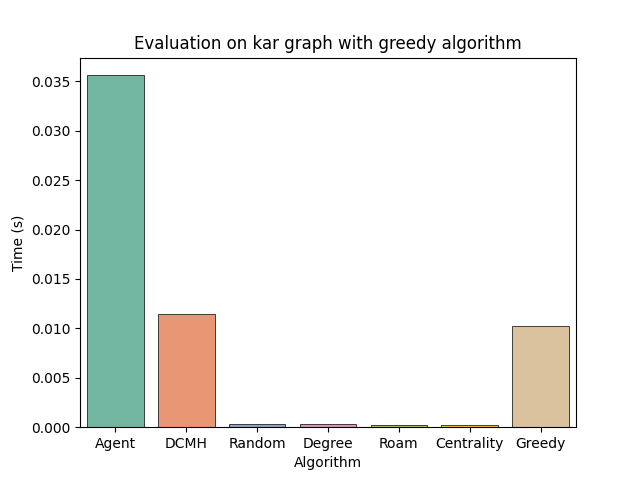 Evaluation on kar graph with greedy algorithm
0.035
0.030
0.025
0.020
0.015
0.010
0.005
0.000
Time (s)
Agent DCMH Random Degree Roam Centrality Greedy
Algorithm